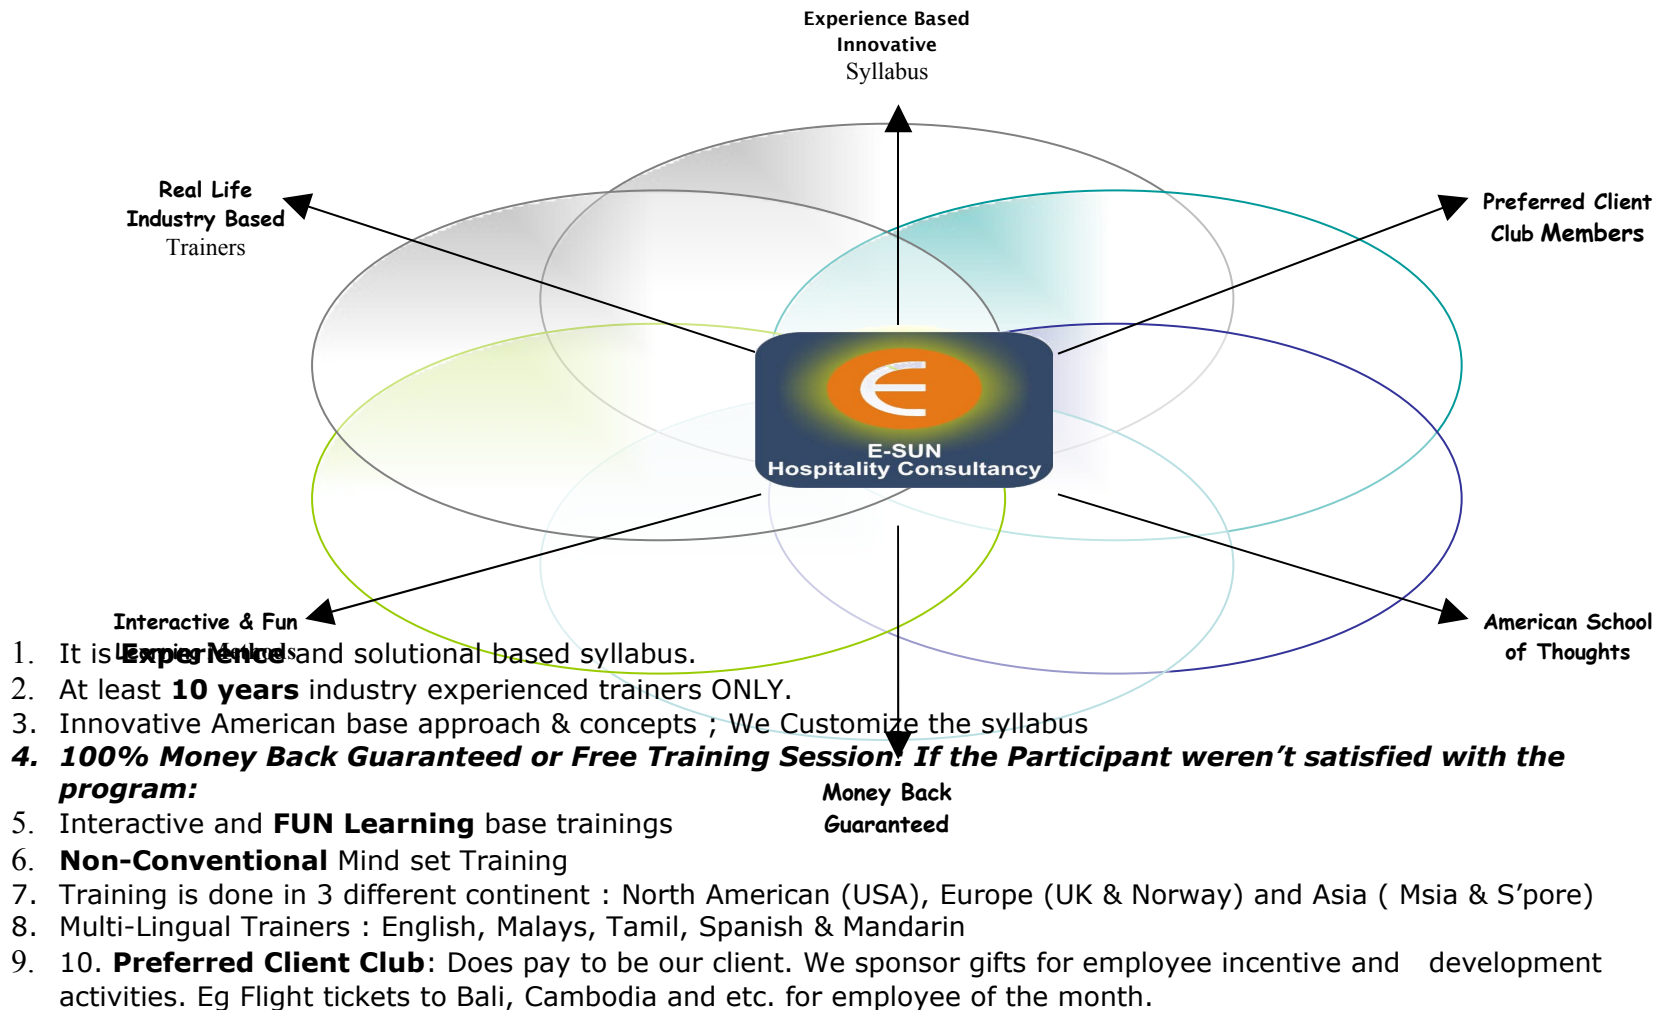 Experience Based
Innovative
Syllabus
Real Life
Industry Based
Trainers
Preferred Client
Club Members
E-SUN
Hospitality Consultancy
Interactive & Fun
Learning Methods
American School
of Thoughts
1. It is Experience and solutional based syllabus.
2. At least 10 years industry experienced trainers ONLY.
3. Innovative American base approach & concepts ; We Customize the syllabus
4. 100% Money Back Guaranteed or Free Training Session: If the Participant weren’t satisfied with the
program:
Money Back
Guaranteed
5. Interactive and FUN Learning base trainings
6. Non-Conventional Mind set Training
7. Training is done in 3 different continent : North American (USA), Europe (UK & Norway) and Asia ( Msia & S’pore)
8. Multi-Lingual Trainers : English, Malays, Tamil, Spanish & Mandarin
9. 10. Preferred Client Club: Does pay to be our client. We sponsor gifts for employee incentive and development
activities. Eg Flight tickets to Bali, Cambodia and etc. for employee of the month.